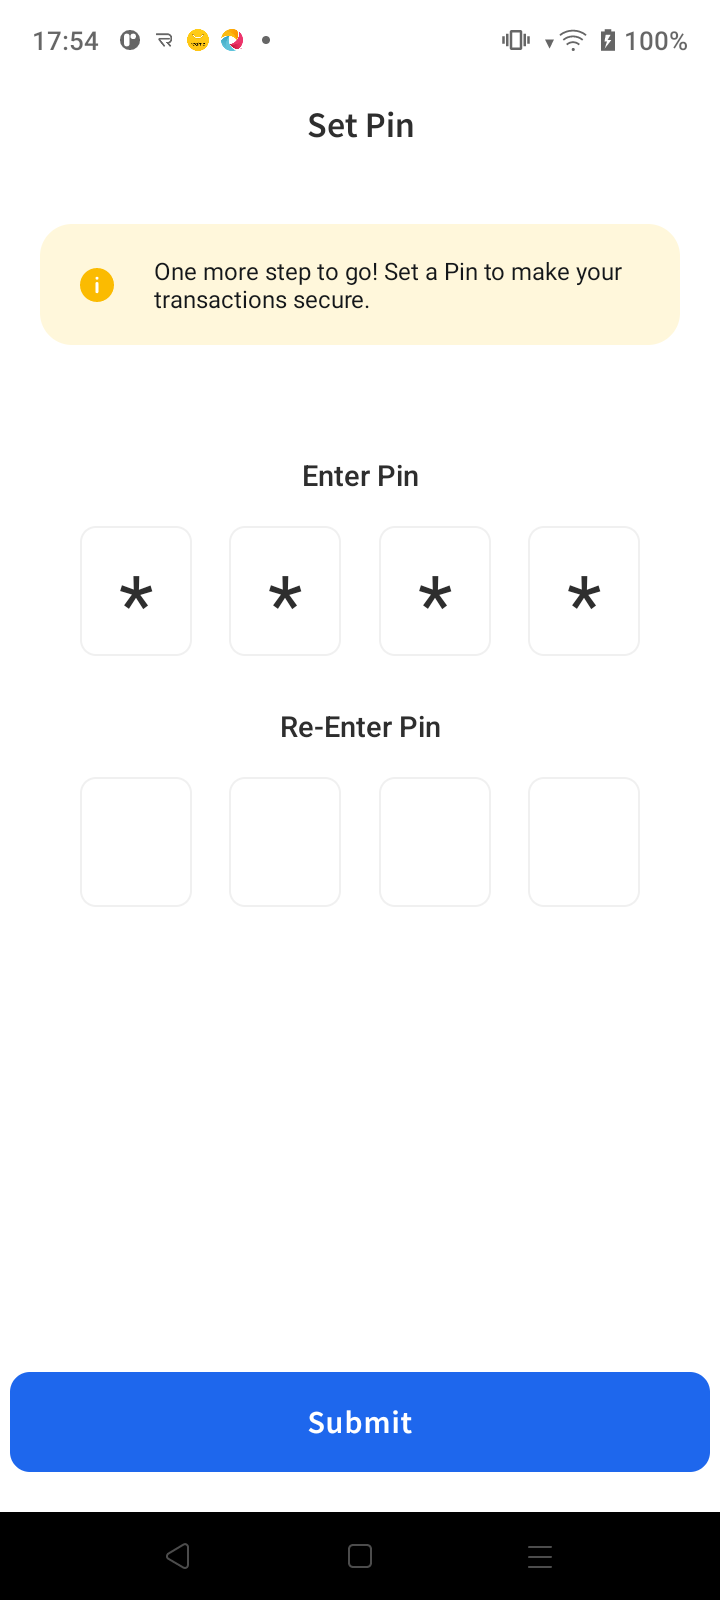 17:54
100%
Set Pin
One more step to go! Set a Pin to make your
transactions secure.
Enter Pin
* * * *
Re-Enter Pin
Submit